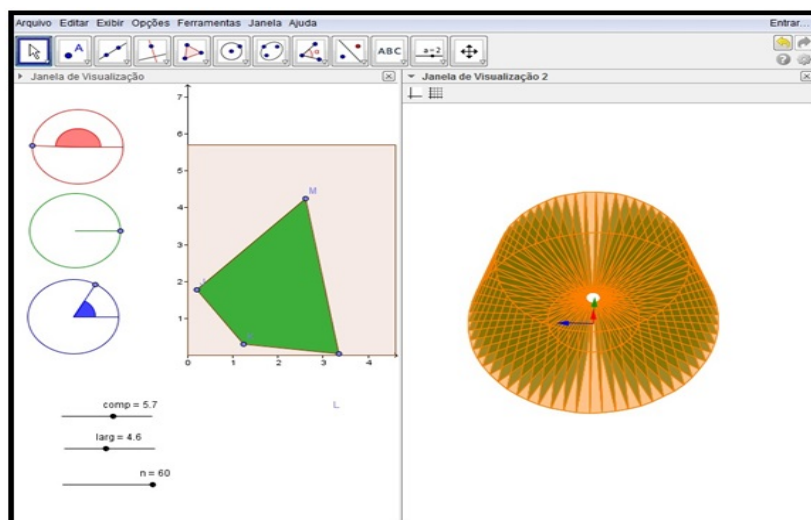 Arquivo Editar Exibir Opções Ferramentas Janela Ajuda Entrar...
ABC a=2
Janela de Visualização
Janela de Visualização 2
7
6
5
4
3
2
1
0 1 2 3 4
M
L
comp = 5.7
larg = 4.6
n = 60